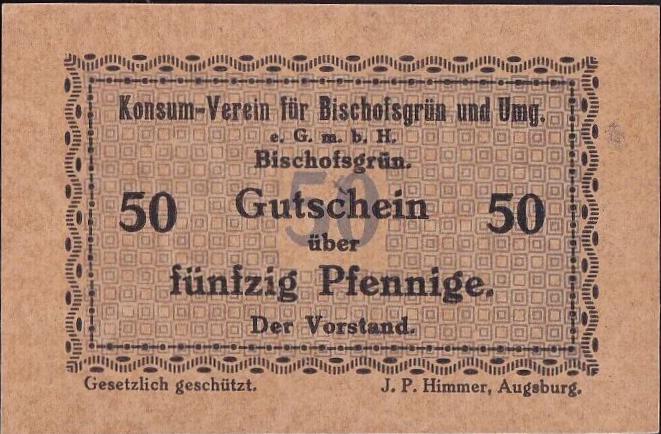 Konsum-Verein für Bischofsgrün und Umg.
e. G. m. b. H.
Bischofsgrün.
50 Gutschein 50
50
über
fünfzig Pfennige.
Der Vorstand.
Gesetzlich geschützt. J. P. Himmer, Augsburg.